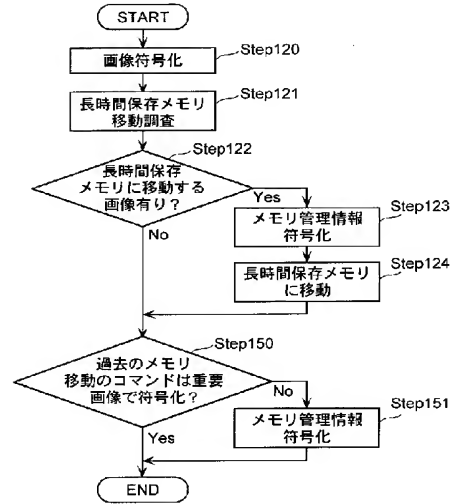 START
画像符号化
Step120
長時間保存メモリ
移動調査
Step121
長時間保存
メモリに移動する
画像有り？
Step122
Yes
No
メモリ管理情報
符号化
Step123
長時間保存メモリ
に移動
Step124
過去のメモリ
移動のコマンドは重要
画像で符号化？
Step150
No
Yes
メモリ管理情報
符号化
Step151
END